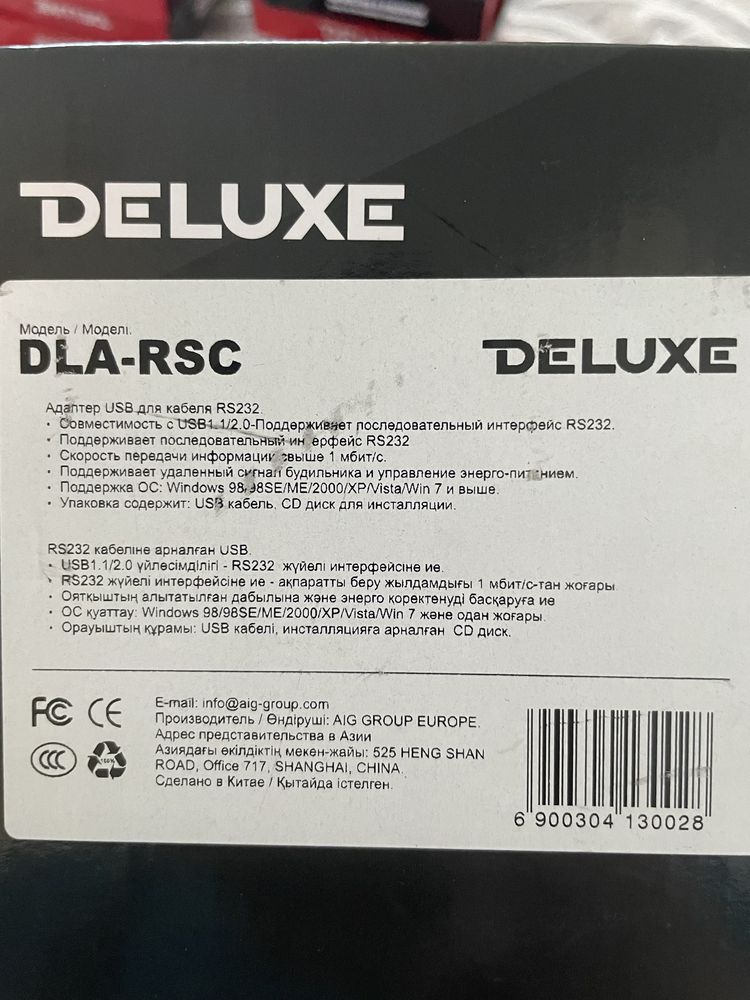 DELUXE
Модель / Моделі.
DLA-RSC
DELUXE
Адаптер USB для кабеля RS232.
• Совместимость с USB1.1/2.0-Поддерживает последовательный интерфейс RS232.
• Поддерживает последовательный интерфейс RS232
• Скорость передачи информации свыше 1 мбит/с.
• Поддерживает удаленный сигнал будильника и управление энерго-питанием.
• Поддержка ОС: Windows 98/98SE/ME/2000/XP/Vista/Win 7 и выше.
• Упаковка содержит: USB кабель, CD диск для инсталляции.
RS232 кабеліне арналған USB.
• USB1.1/2.0 үйлесімділігі - RS232 жүйелі интерфейсіне ие.
• RS232 жүйелі интерфейсіне ие - ақпаратты беру жылдамдығы 1 мбит/с-тан жоғары.
• Ояткыштың алытатылған дабылына және энерго коректенуді басқаруға ие
• ОС қуаттау: Windows 98/98SE/ME/2000/XP/Vista/Win 7 және одан жоғары.
• Орауыштың құрамы: USB кабелі, инсталляцияға арналған CD диск.
FC CE
CCC 100%
E-mail: info@aig-group.com
Производитель / Өндіруші: AIG GROUP EUROPE.
Адрес представительства в Азии
Азиядағы өкілдіктің мекен-жайы: 525 HENG SHAN
ROAD, Office 717, SHANGHAI, CHINA.
Сделано в Китае / Қытайда істелген.
6 900304 130028